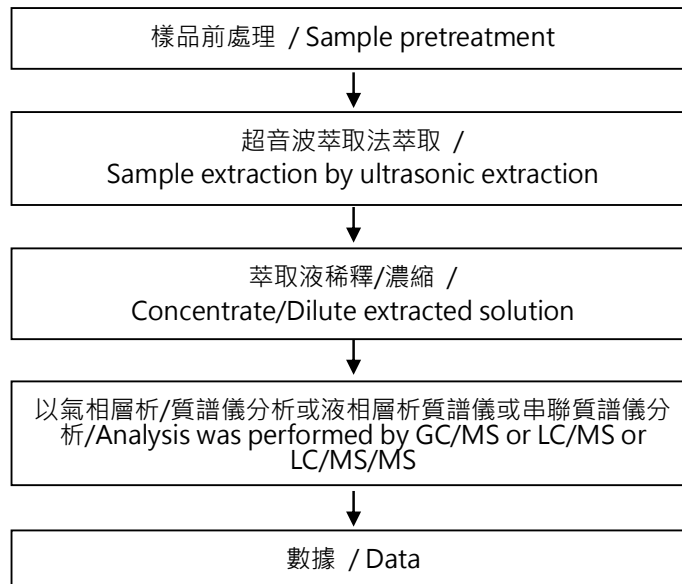 樣品前處理 / Sample pretreatment
超音波萃取法萃取 /
Sample extraction by ultrasonic extraction
萃取液稀釋/濃縮 /
Concentrate/Dilute extracted solution
以氣相層析/質譜儀分析或液相層析質譜儀或串聯質譜儀分
析/Analysis was performed by GC/MS or LC/MS or
LC/MS/MS
數據 / Data